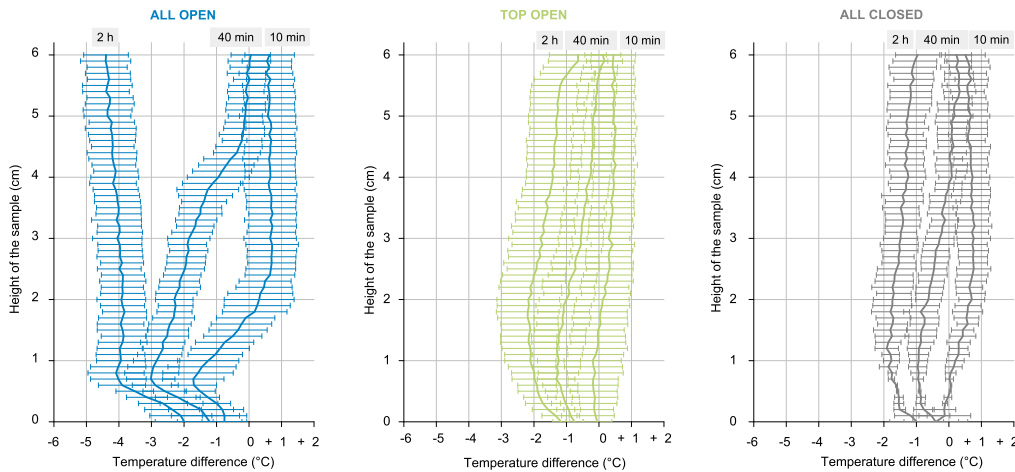 ALL OPEN
2 h 40 min 10 min
6
5
4
3
2
1
0
Height of the sample (cm)
-6 -5 -4 -3 -2 -1 0 + + 2
Temperature difference (°C)
TOP OPEN
2 h 40 min 10 min
6
5
4
3
2
1
0
Height of the sample (cm)
-6 -5 -4 -3 -2 -1 0 + + 2
Temperature difference (°C)
ALL CLOSED
2 h 40 min 10 min
6
5
4
3
2
1
0
Height of the sample (cm)
-6 -5 -4 -3 -2 -1 0 + + 2
Temperature difference (°C)